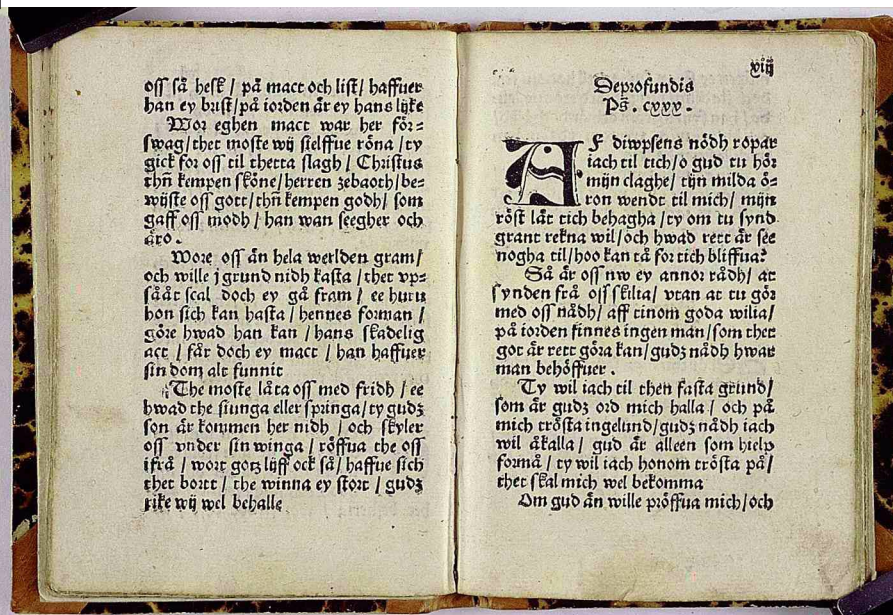 oss så hesk / på mact och list / haffuer
han ey brist / på iorden är ey hans lijke
Wor eghen mact war her för=
swag / thet moste wij sielffue röna / ty
gick for oss til thetta slagh / Christus
thñ kempen sköne / herren zebaoth / be=
wijste oss gott / thñ kempen godh / som
gaff oss modh / han wan seegher och
äro.
Wore oss än hela werlden gram /
och wille j grund nidh kasta / thet vp=
såât scal doch ey gå fram / ee huru
hon sich kan hasta / hennes forman /
göre hwad han kan / hans skadelig
act / får doch ey mact / han haffuer
sin dom alt funnit
The moste låta oss med fridh / ee
hwad the siunga eller springa / ty gudz
son är kommen her nidh / och skyler
oss vnder sin winga / röffua the oss
ifrå / wort gotz lijff ock så / haffue sich
thet bortt / the winna ey stort / gudz
rike wij wel behalle
xiij
Deprofundis
Ps̄. cxxx.
AF diwpsens nödh ropar
iach til tich / o gud tu hör
mijn claghe / tijn milda ö=
ron wendt til mich / mijn
röst lät tich behagha / ty om tu synd
grant rekna wil / och hwad rett är see
nogha til / hoo kan tå for tich bliffua?
Så är oss nw ey annor rådh / at
synden frå oss skilia / vtan at tu gör
med oss nådh / aff tinom goda wilia /
på iorden finnes ingen man / som thet
got är rett göra kan / gudz nådh hwar
man behöffuer.
Ty wil iach til then fasta grund /
som är gudz ord mich halla / och på
mich trösta ingelund / gudz nådh iach
wil åkalla / gud är alleen som hielp
formå / ty wil iach honom trösta på /
thet skal mich wel bekomma
Om gud än wille pröffua mich / och